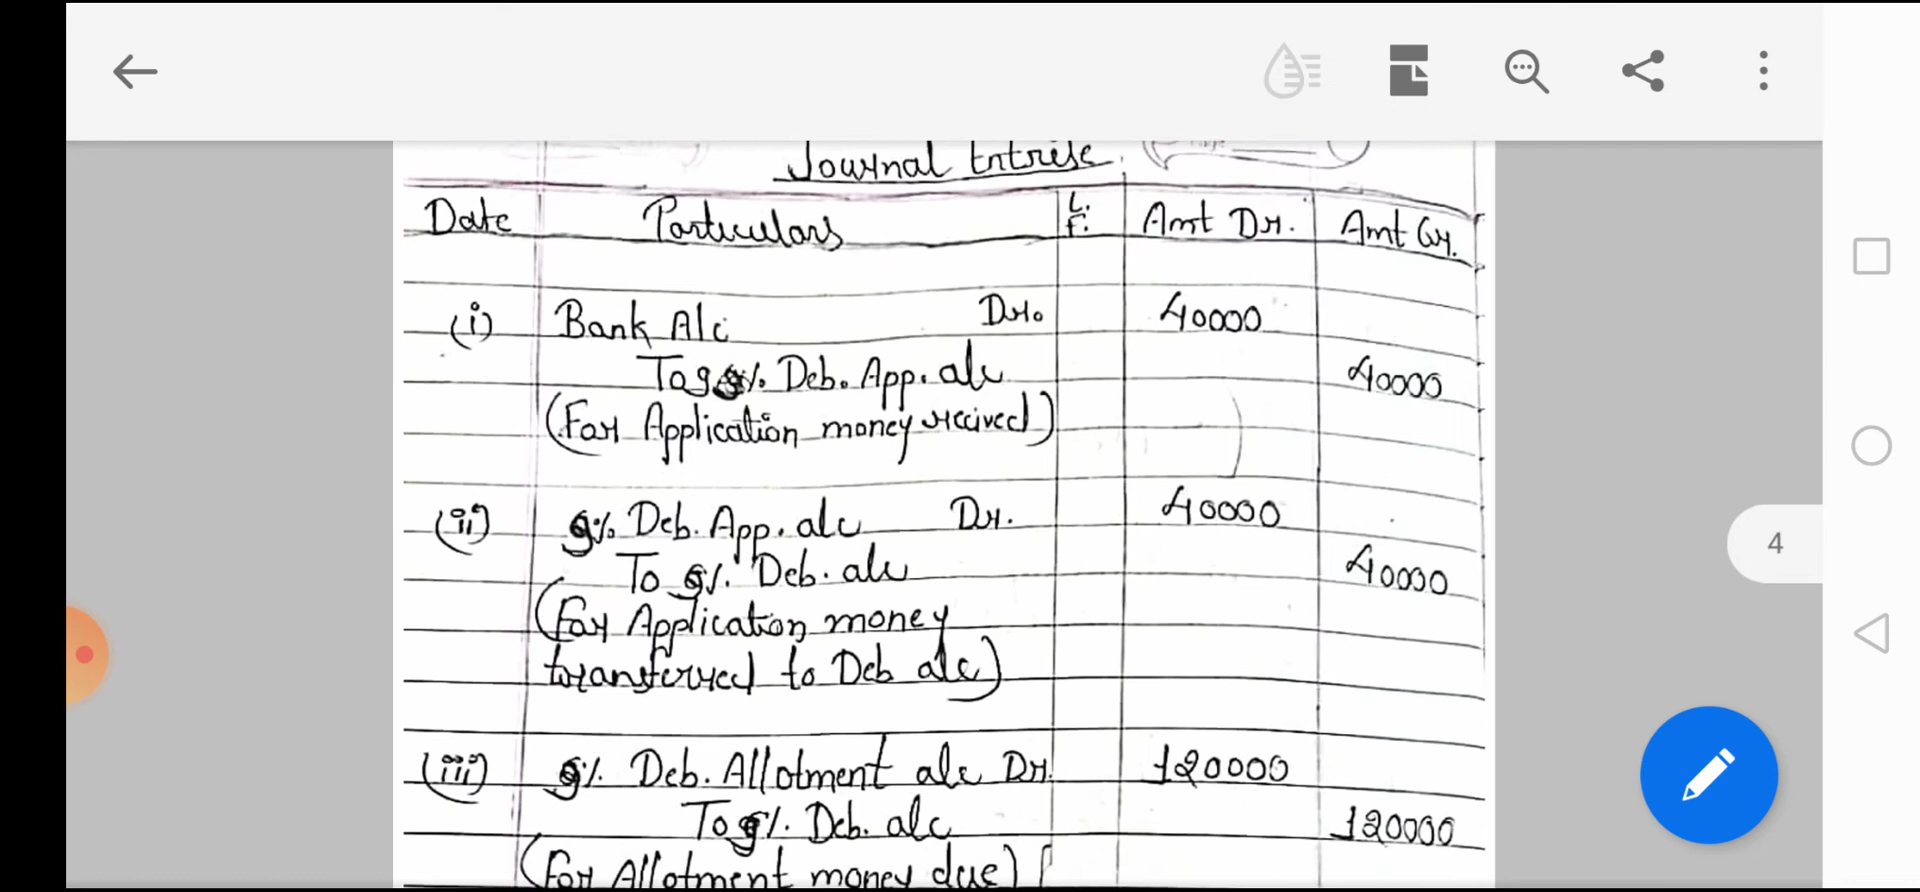 Journal Entrise
Date Particulars L.F. Amt Dr. Amt Cr.
(i) Bank A/c Dr. 40000
To 9% Deb. App. a/c 40000
(For Application money received)
(ii) 9% Deb. App. a/c Dr. 40000
To 9% Deb. a/c 40000
(For Application money
transferred to Deb a/c)
(iii) 9% Deb. Allotment a/c Dr. 120000
To 9% Deb. a/c 120000
(For Allotment money due)
4